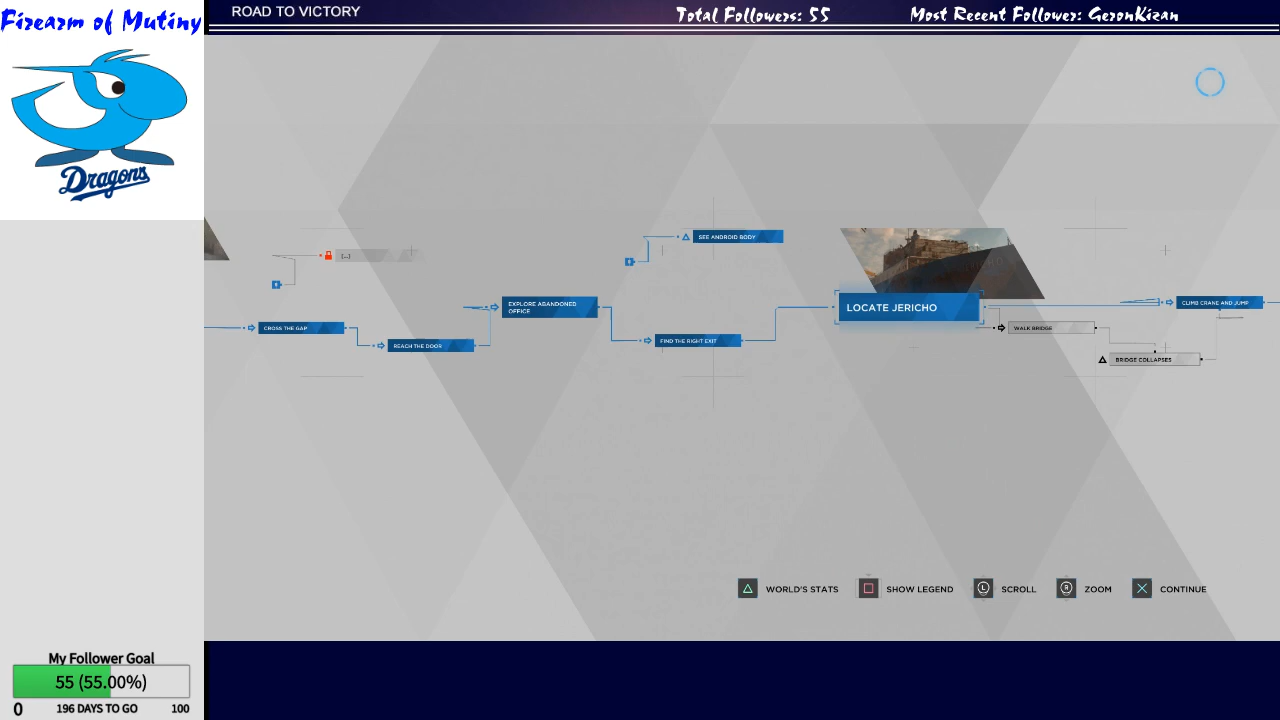 Firearm of Mutiny
Dragons
ROAD TO VICTORY
Total Followers: 55
Most Recent Follower: GeronKizan
[...]
SEE ANDROID BODY
EXPLORE ABANDONED
OFFICE
LOCATE JERICHO
CLIMB CRANE AND JUMP
CROSS THE GAP
WALK BRIDGE
REACH THE DOOR
FIND THE RIGHT EXIT
BRIDGE COLLAPSES
WORLD'S STATS
SHOW LEGEND
L SCROLL
R ZOOM
CONTINUE
My Follower Goal
55 (55.00%)
0 196 DAYS TO GO 100